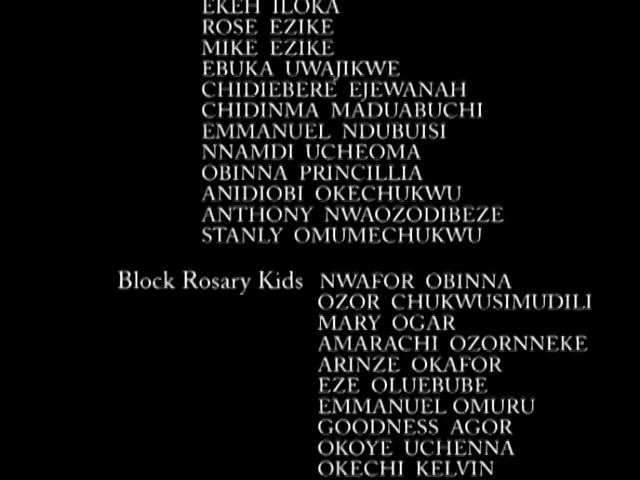 EKEH ILOKA
ROSE EZIKE
MIKE EZIKE
EBUKA UWAJIKWE
CHIDIEBERE EJEWANAH
CHIDINMA MADUABUCHI
EMMANUEL NDUBUISI
NNAMDI UCHEOMA
OBINNA PRINCILLIA
ANIDIOBI OKECHUKWU
ANTHONY NWAOZODIBEZE
STANLY OMUMECHUKWU
Block Rosary Kids NWAFOR OBINNA
OZOR CHUKWUSIMUDILI
MARY OGAR
AMARACHI OZORNNEKE
ARINZE OKAFOR
EZE OLUEBUBE
EMMANUEL OMURU
GOODNESS AGOR
OKOYE UCHENNA
OKECHI KELVIN